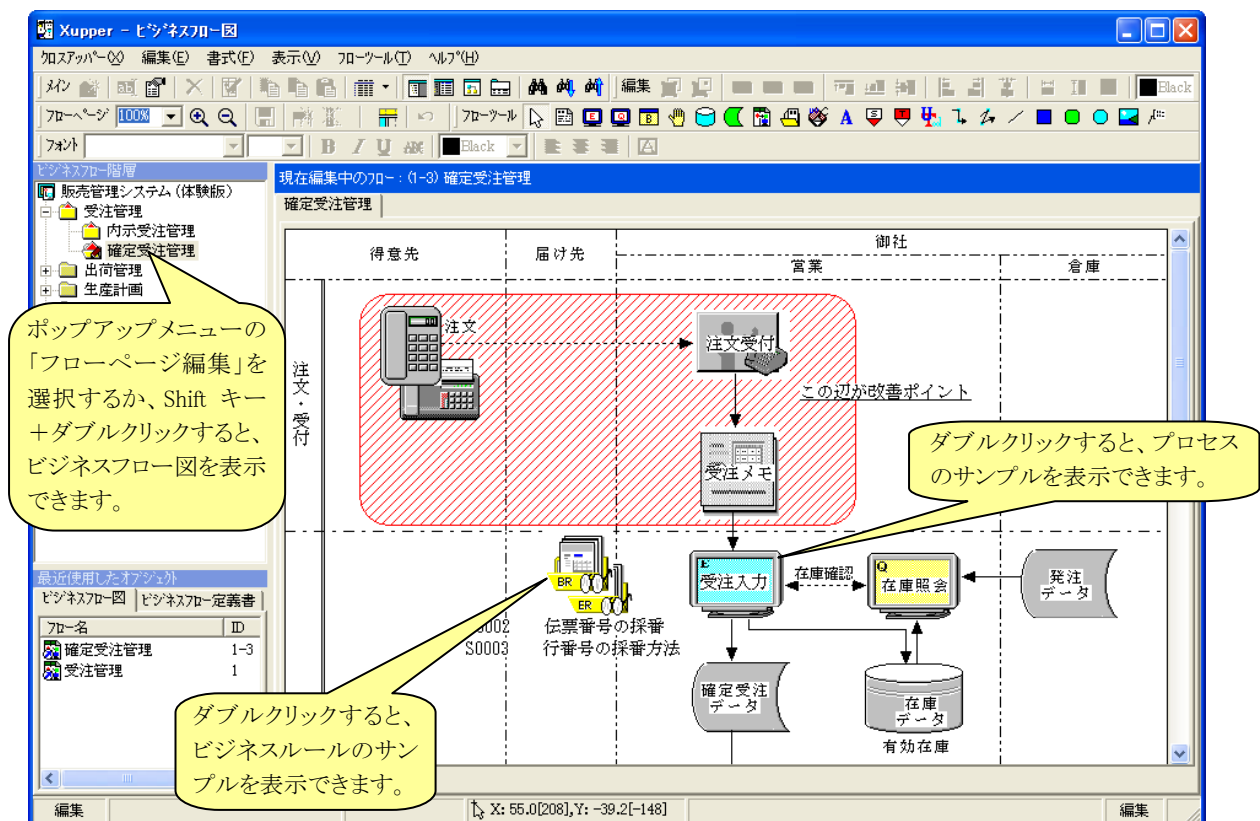 Xupper - ﾋﾞｼﾞﾈｽﾌﾛｰ図
ｸﾛｽｱｯﾊﾟｰ(X) 編集(E) 書式(F) 表示(V) ﾌﾛｰﾂｰﾙ(T) ﾍﾙﾌﾟ(H)
ﾒｲﾝ 編集 Black
ﾌﾛｰﾍﾟｰｼﾞ 100% ﾌﾛｰﾂｰﾙ
ﾌｫﾝﾄ B I U ABC Black
ﾋﾞｼﾞﾈｽﾌﾛｰ階層
販売管理システム(体験版)
受注管理
内示受注管理
確定受注管理
出荷管理
生産計画
現在編集中のﾌﾛｰ:(1-3) 確定受注管理
確定受注管理
得意先
届け先
御社
営業
倉庫
ポップアップメニューの
「フローページ編集」を
選択するか、Shift キー
+ダブルクリックすると、
ビジネスフロー図を表示
できます。
注文・受付
注文
注文受付
この辺が改善ポイント
受注メモ
ダブルクリックすると、プロセス
のサンプルを表示できます。
BR
ER
S0003
伝票番号の採番
行番号の採番方法
E
受注入力
在庫確認
Q
在庫照会
発注
データ
確定受注
データ
在庫
データ
有効在庫
最近使用したｵﾌﾞｼﾞｪｸﾄ
ﾋﾞｼﾞﾈｽﾌﾛｰ図 ﾋﾞｼﾞﾈｽﾌﾛｰ定義書
ﾌﾛｰ名 ID
確定受注管理 1-3
受注管理 1
ダブルクリックすると、
ビジネスルールのサン
プルを表示できます。
編集 X: 55.0[208],Y: -39.2[-148] 編集